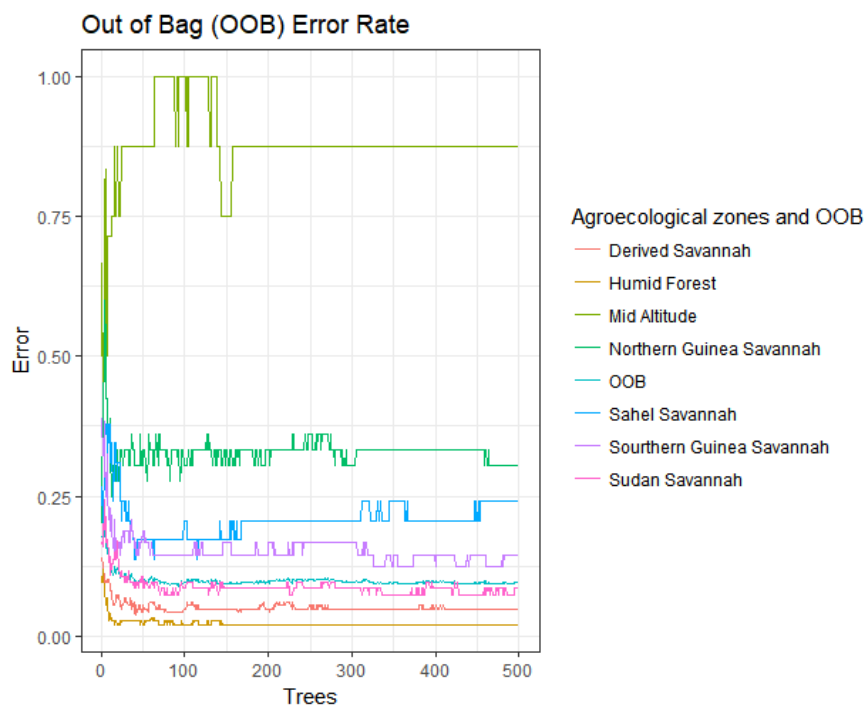 Out of Bag (OOB) Error Rate
1.00
0.75
0.50
0.25
0.00
Error
0 100 200 300 400 500
Trees
Agroecological zones and OOB
Derived Savannah
Humid Forest
Mid Altitude
Northern Guinea Savannah
OOB
Sahel Savannah
Sourthern Guinea Savannah
Sudan Savannah